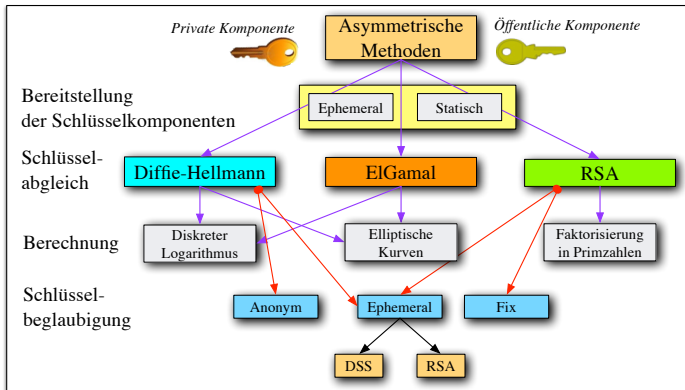 Private Komponente
Asymmetrische
Methoden
Öffentliche Komponente
Bereitstellung
der Schlüsselkomponenten
Ephemeral
Statisch
Schlüssel-
abgleich
Diffie-Hellmann
ElGamal
RSA
Berechnung
Diskreter
Logarithmus
Elliptische
Kurven
Faktorisierung
in Primzahlen
Schlüssel-
beglaubigung
Anonym
Ephemeral
Fix
DSS
RSA